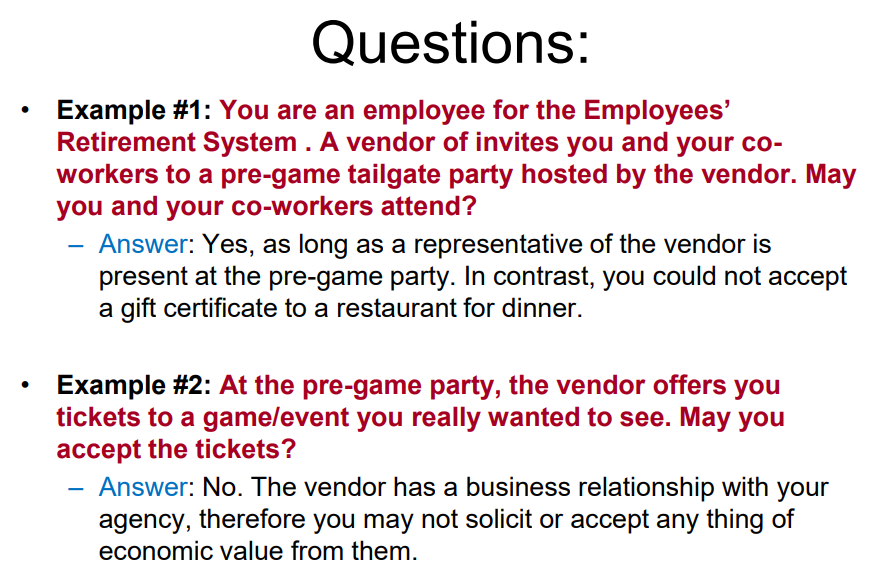 Questions:
• Example #1: You are an employee for the Employees’
Retirement System . A vendor of invites you and your co-
workers to a pre-game tailgate party hosted by the vendor. May
you and your co-workers attend?
– Answer: Yes, as long as a representative of the vendor is
present at the pre-game party. In contrast, you could not accept
a gift certificate to a restaurant for dinner.
• Example #2: At the pre-game party, the vendor offers you
tickets to a game/event you really wanted to see. May you
accept the tickets?
– Answer: No. The vendor has a business relationship with your
agency, therefore you may not solicit or accept any thing of
economic value from them.